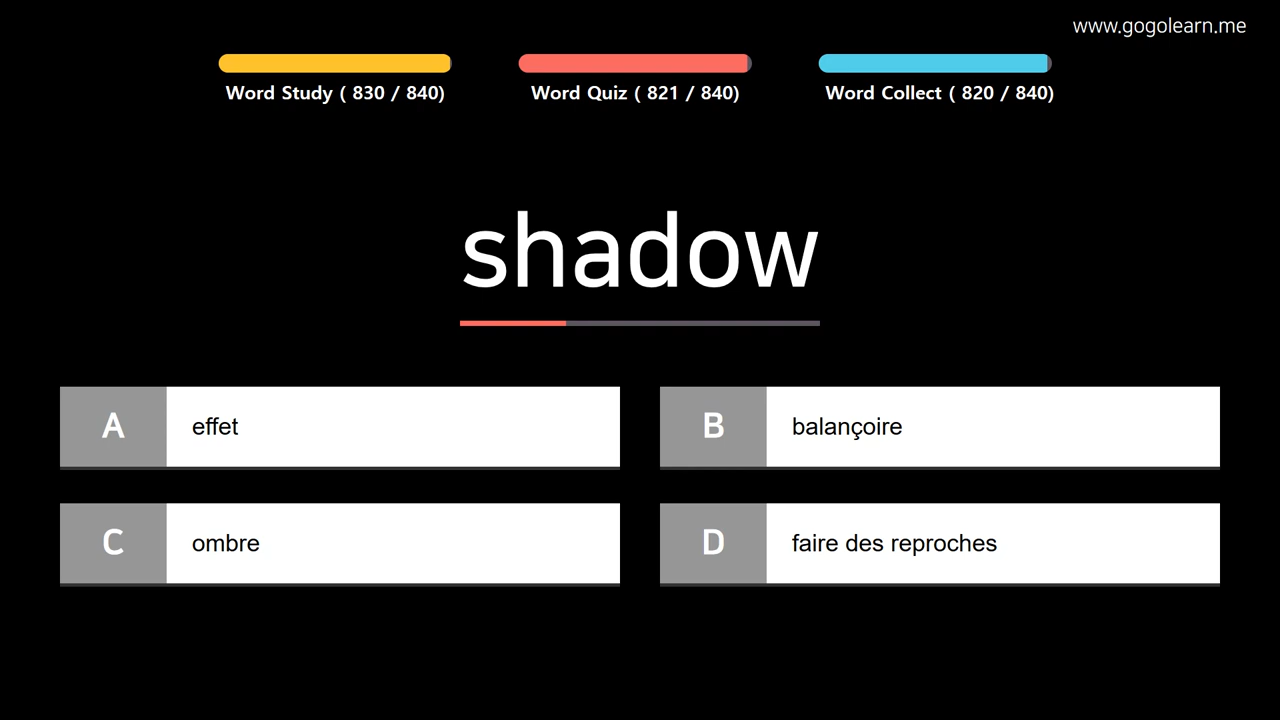 www.gogolearn.me
Word Study ( 830 / 840)
Word Quiz ( 821 / 840)
Word Collect ( 820 / 840)
shadow
A effet
B balançoire
C ombre
D faire des reproches